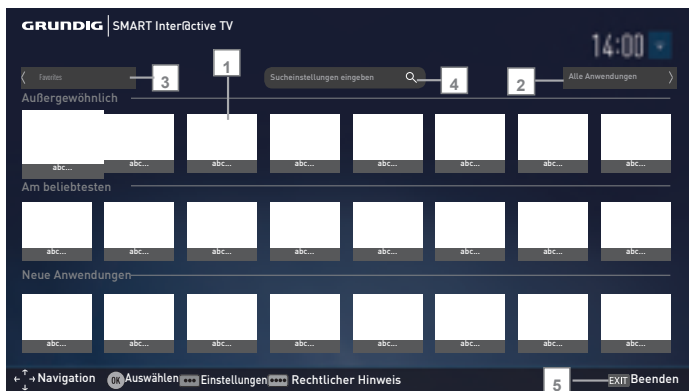 GRUNDIG SMART Inter@ctive TV
14:00
Favorites 3 1 Sucheinstellungen eingeben 4 2 Alle Anwendungen
Außergewöhnlich
abc... abc... abc... abc... abc... abc... abc... abc...
Am beliebtesten
abc... abc... abc... abc... abc... abc... abc... abc...
Neue Anwendungen
abc... abc... abc... abc... abc... abc... abc... abc...
Navigation OK Auswählen Einstellungen Rechtlicher Hinweis 5 EXIT Beenden